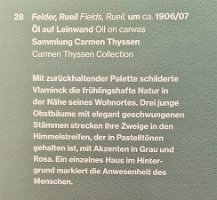 28 Felder, Rueil Fields, Rueil, um ca. 1906/07
Öl auf Leinwand Oil on canvas
Sammlung Carmen Thyssen
Carmen Thyssen Collection
Mit zurückhaltender Palette schilderte
Vlaminck die frühlingshafte Natur in
der Nähe seines Wohnortes. Drei junge
Obstbäume mit elegant geschwungenen
Stämmen strecken ihre Zweige in den
Himmelstreifen, der in Pastelltönen
gehalten ist, mit Akzenten in Grau und
Rosa. Ein einzelnes Haus im Hinter-
grund markiert die Anwesenheit des
Menschen.